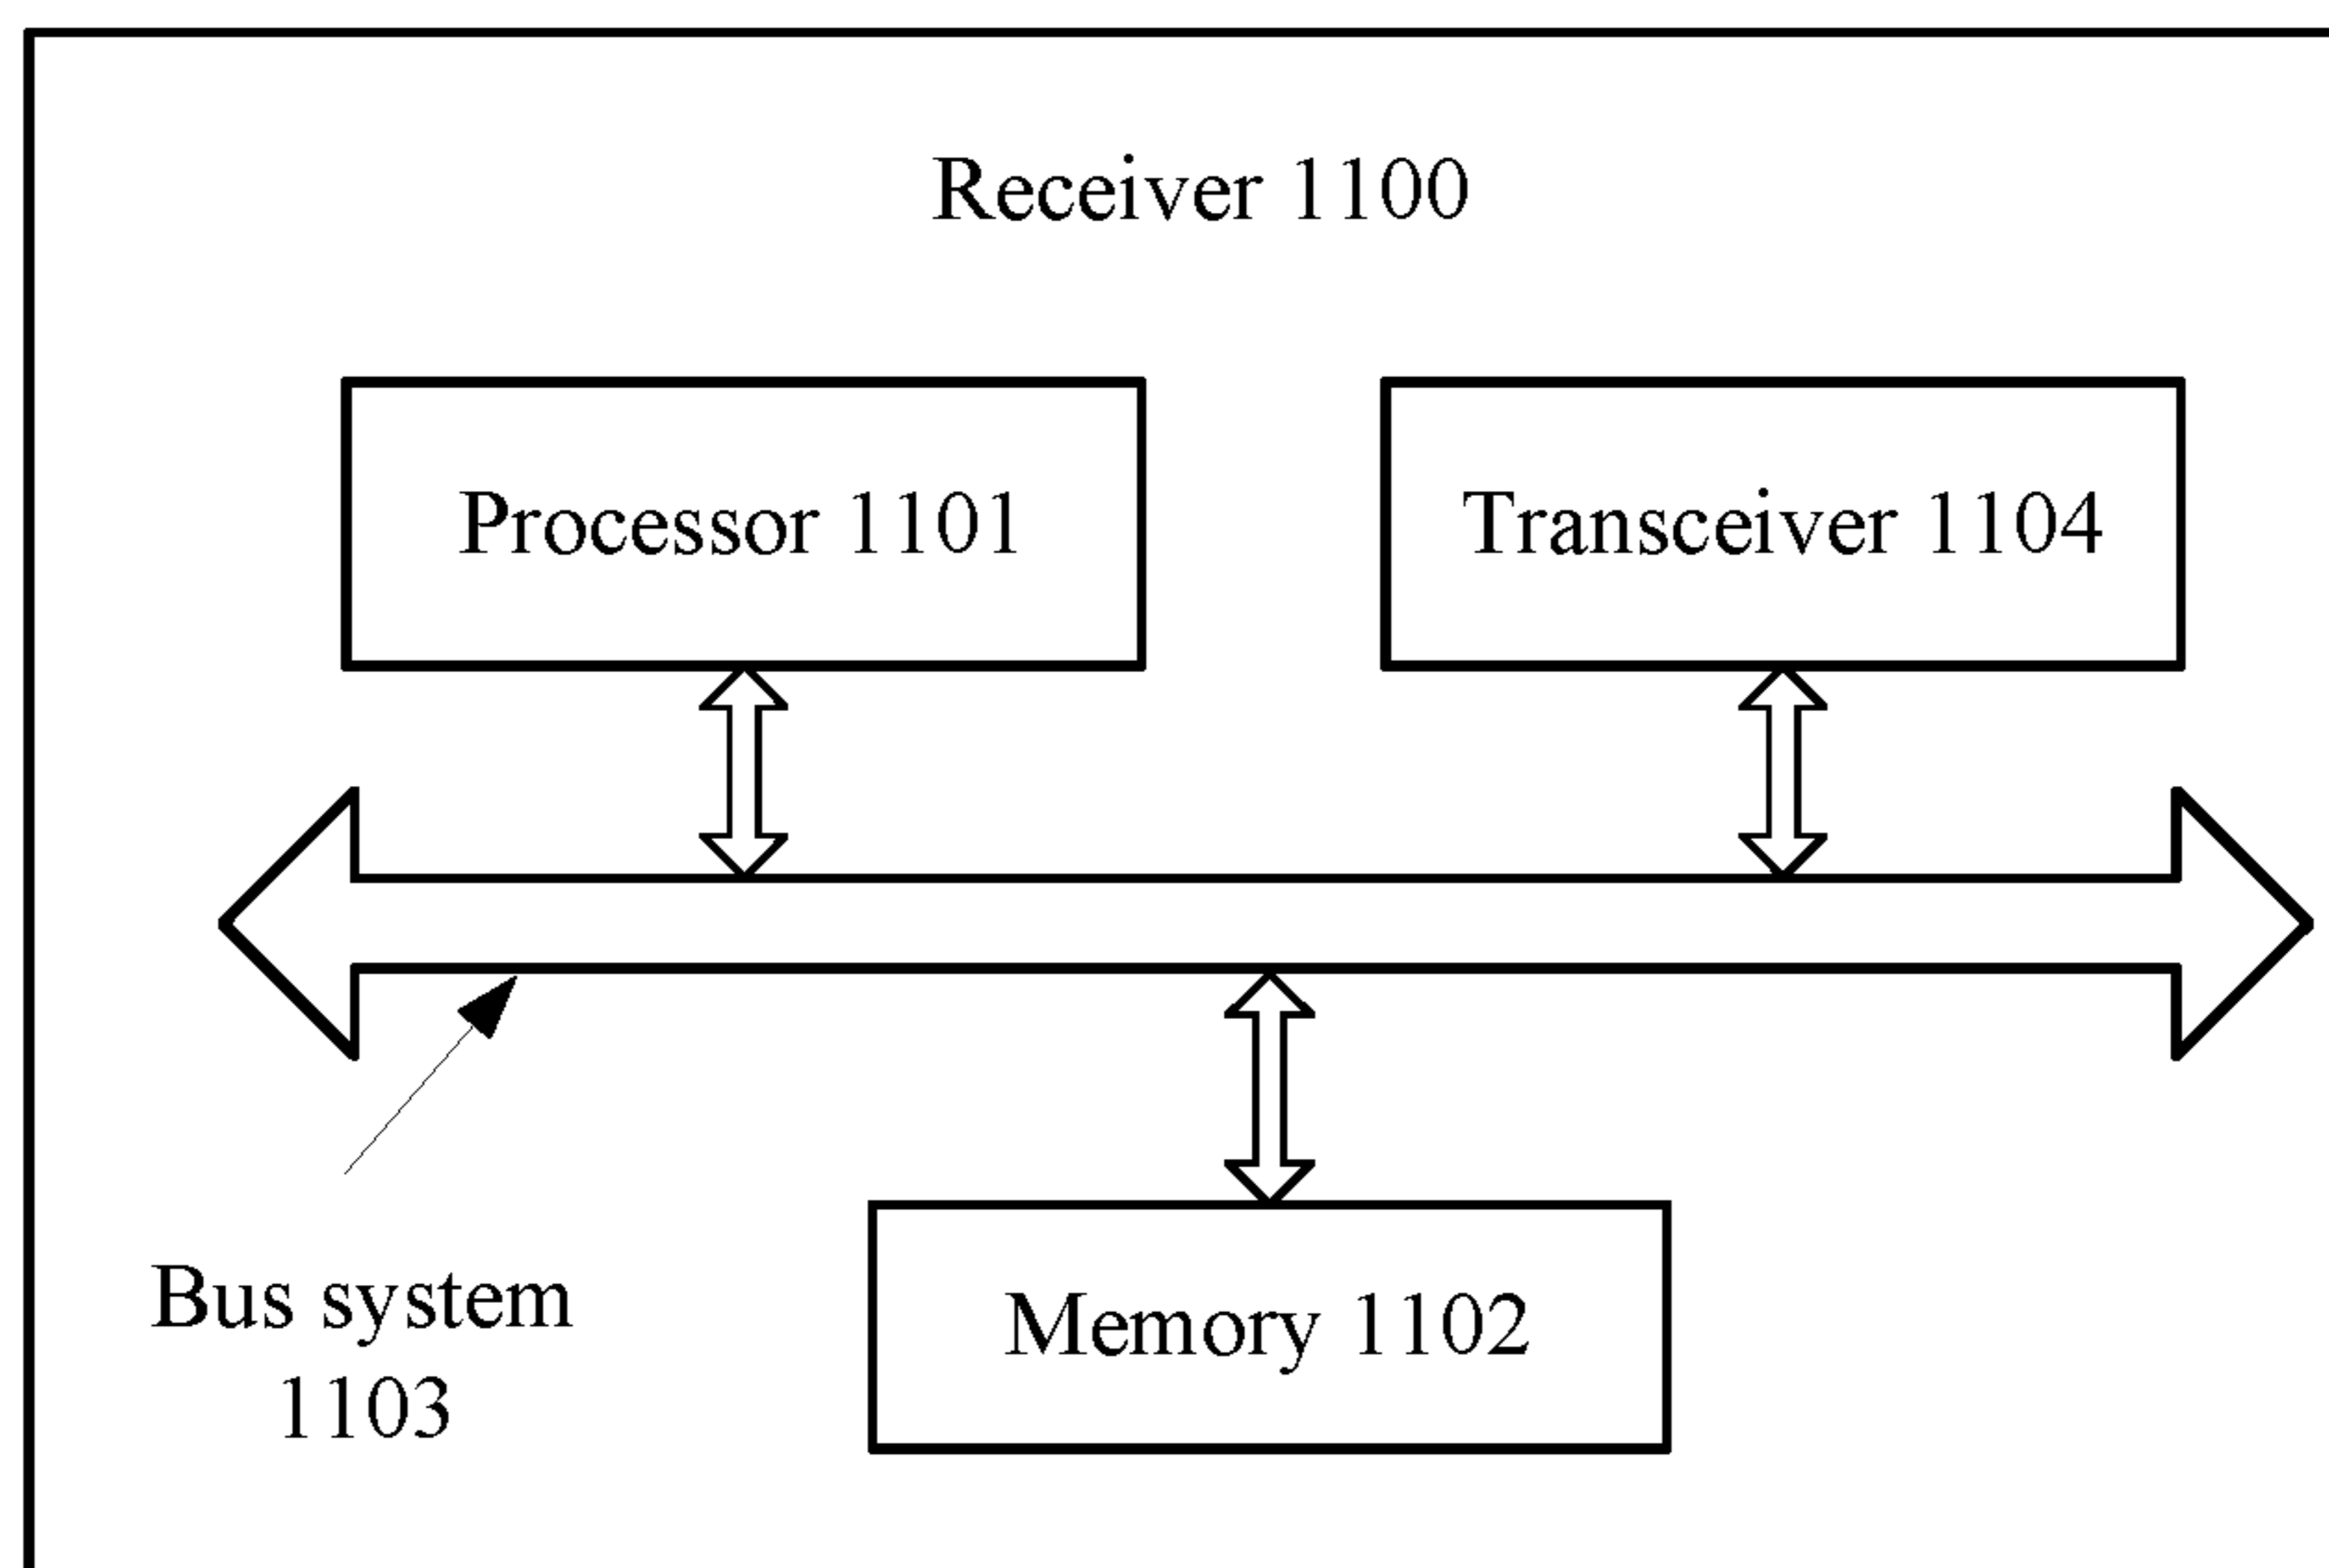 Receiver 1100
Processor 1101
Transceiver 1104
Bus system
1103
Memory 1102